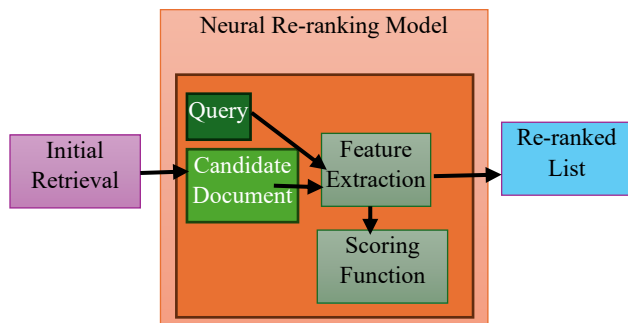 Neural Re-ranking Model
Query
Initial
Retrieval
Candidate
Document
Feature
Extraction
Re-ranked
List
Scoring
Function